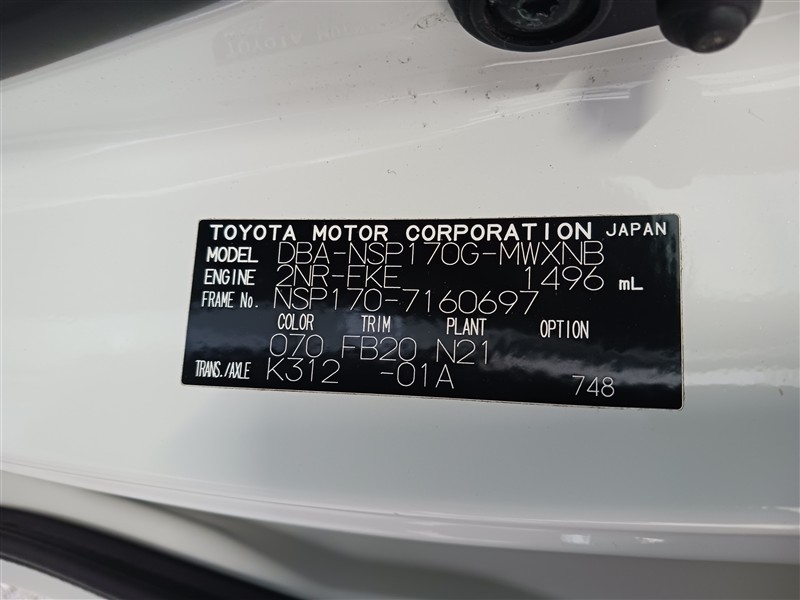 TOYOTA MOTOR CORPORATION JAPAN
MODEL DBA-NSP170G-MWXNB
ENGINE 2NR-FKE 1496 mL
FRAME No. NSP170-7160697
COLOR TRIM PLANT OPTION
070 FB20 N21
TRANS./AXLE K312 -01A 748